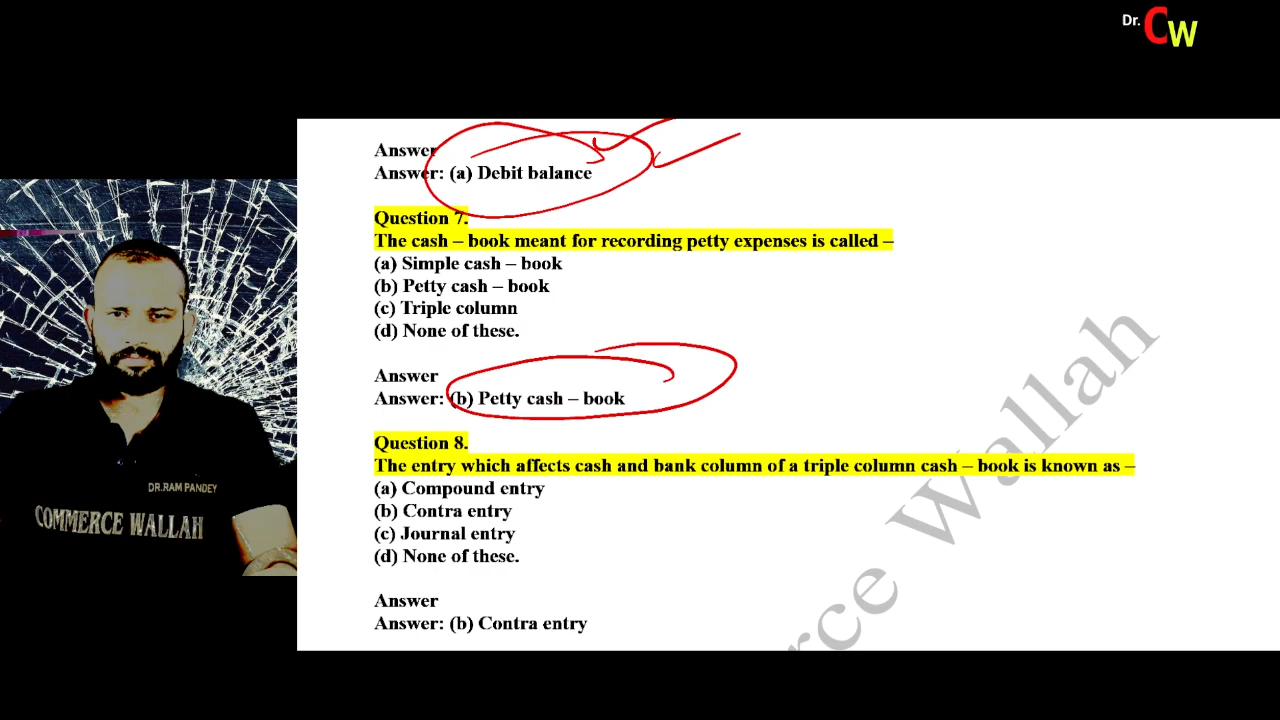 Dr. CW
Answer
Answer: (a) Debit balance
Question 7.
The cash – book meant for recording petty expenses is called –
(a) Simple cash – book
(b) Petty cash – book
(c) Triple column
(d) None of these.
Answer
Answer: (b) Petty cash – book
Question 8.
The entry which affects cash and bank column of a triple column cash – book is known as –
(a) Compound entry
(b) Contra entry
(c) Journal entry
(d) None of these.
Answer
Answer: (b) Contra entry
DR.RAM PANDEY
COMMERCE WALLAH
rce Wallah